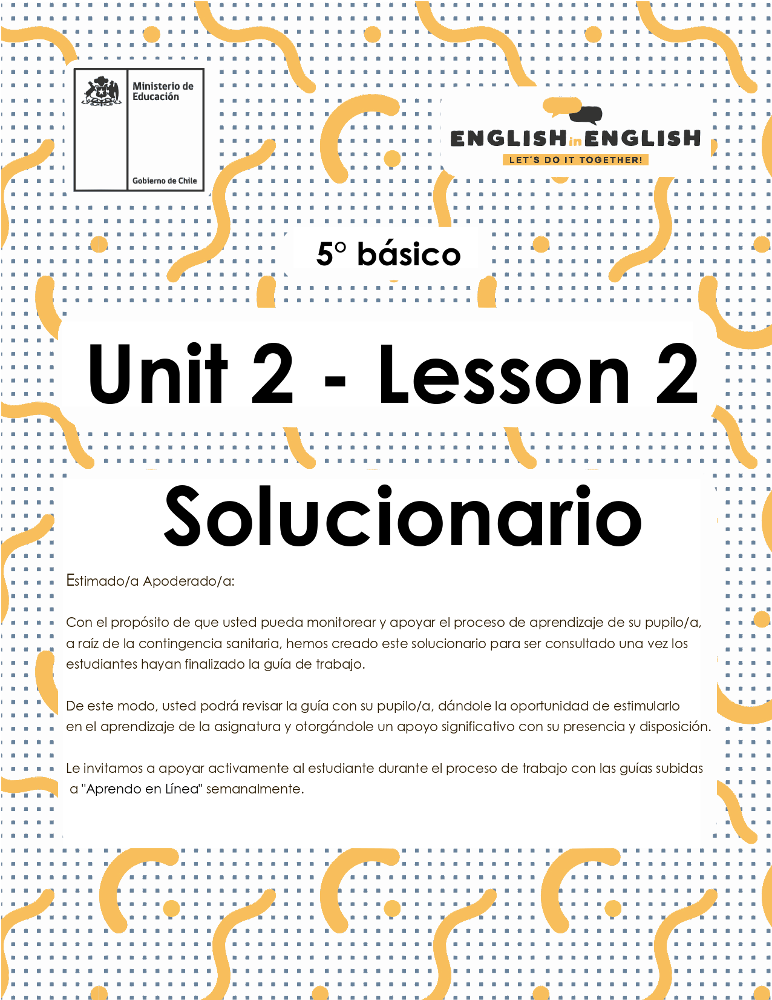 Ministerio de
Educación
Gobierno de Chile
ENGLISH in ENGLISH
LET´S DO IT TOGETHER!
5° básico
Unit 2 - Lesson 2
Solucionario
Estimado/a Apoderado/a:
Con el propósito de que usted pueda monitorear y apoyar el proceso de aprendizaje de su pupilo/a,
a raíz de la contingencia sanitaria, hemos creado este solucionario para ser consultado una vez los
estudiantes hayan finalizado la guía de trabajo.
De este modo, usted podrá revisar la guía con su pupilo/a, dándole la oportunidad de estimularlo
en el aprendizaje de la asignatura y otorgándole un apoyo significativo con su presencia y disposición.
Le invitamos a apoyar activamente al estudiante durante el proceso de trabajo con las guías subidas
a "Aprendo en Línea" semanalmente.